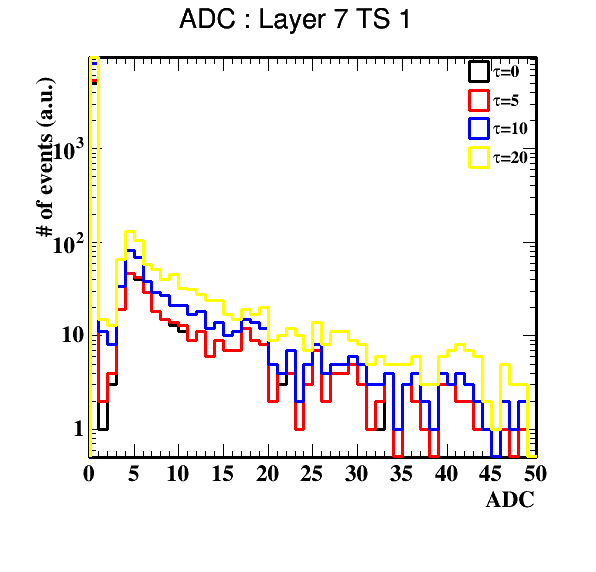 ADC : Layer 7 TS 1
# of events (a.u.)
10³
10²
10
1
τ=0
τ=5
τ=10
τ=20
0 5 10 15 20 25 30 35 40 45 50
ADC